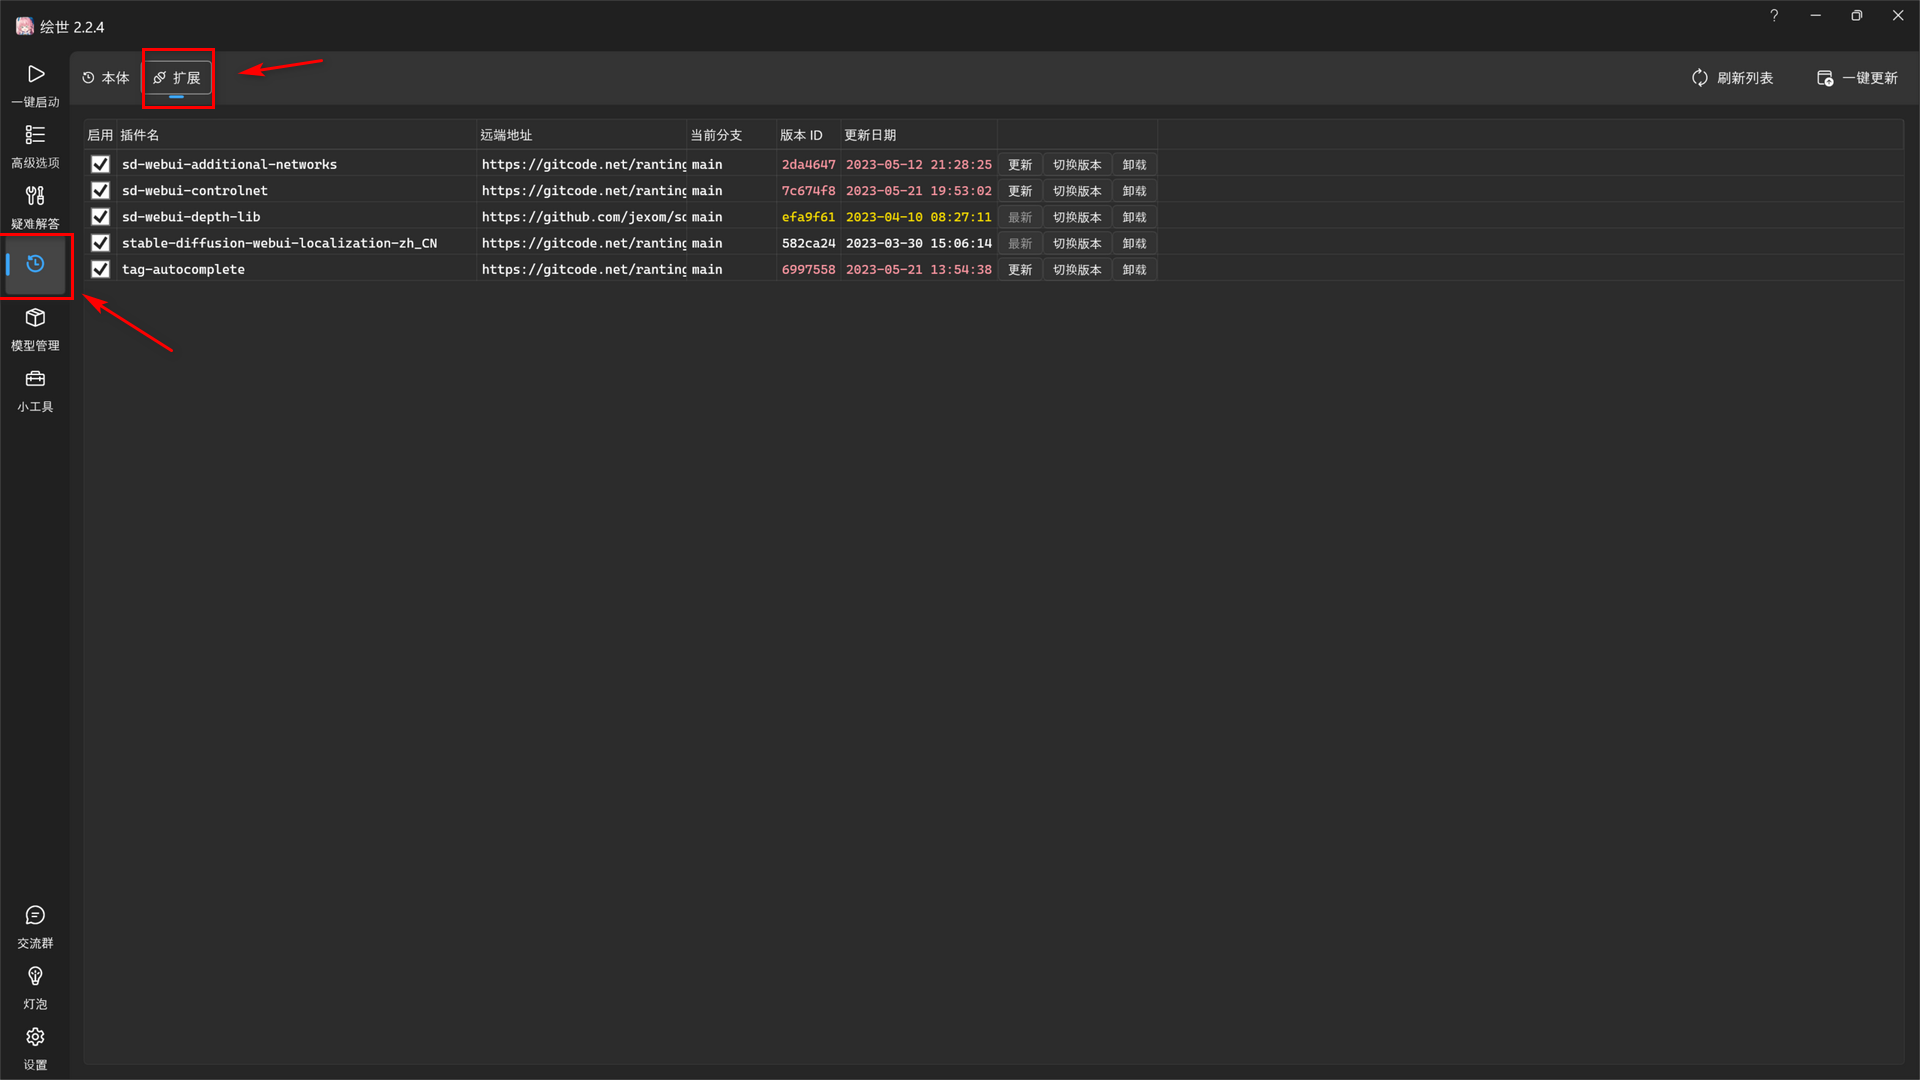 绘世 2.2.4
一键启动
高级选项
疑难解答
模型管理
小工具
交流群
灯泡
设置
本体 扩展 刷新列表 一键更新
启用 插件名 远端地址 当前分支 版本 ID 更新日期
sd-webui-additional-networks https://gitcode.net/ranting main 2da4647 2023-05-12 21:28:25 更新 切换版本 卸载
sd-webui-controlnet https://gitcode.net/ranting main 7c674f8 2023-05-21 19:53:02 更新 切换版本 卸载
sd-webui-depth-lib https://github.com/jexom/sd main efa9f61 2023-04-10 08:27:11 最新 切换版本 卸载
stable-diffusion-webui-localization-zh_CN https://gitcode.net/ranting main 582ca24 2023-03-30 15:06:14 最新 切换版本 卸载
tag-autocomplete https://gitcode.net/ranting main 6997558 2023-05-21 13:54:38 更新 切换版本 卸载